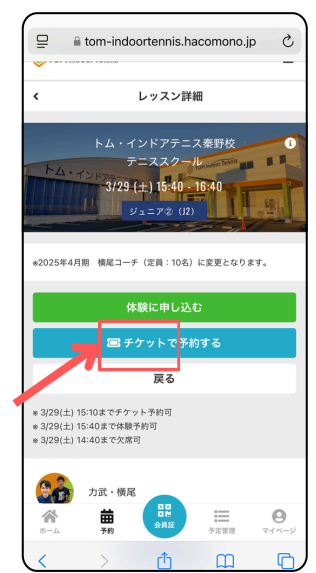 tom-indoortennis.hacomono.jp
レッスン詳細
トム・インドアテニス秦野校
テニススクール
3/29 (土) 15:40 - 16:40
ジュニア② (J2)
※2025年4月期 横尾コーチ（定員：10名）に変更となります。
体験に申し込む
チケットで予約する
戻る
※ 3/29(土) 15:10までチケット予約可
※ 3/29(土) 15:40まで体験予約可
※ 3/29(土) 14:40まで欠席可
力武・横尾
ホーム
予約
会員証
予定管理
マイページ